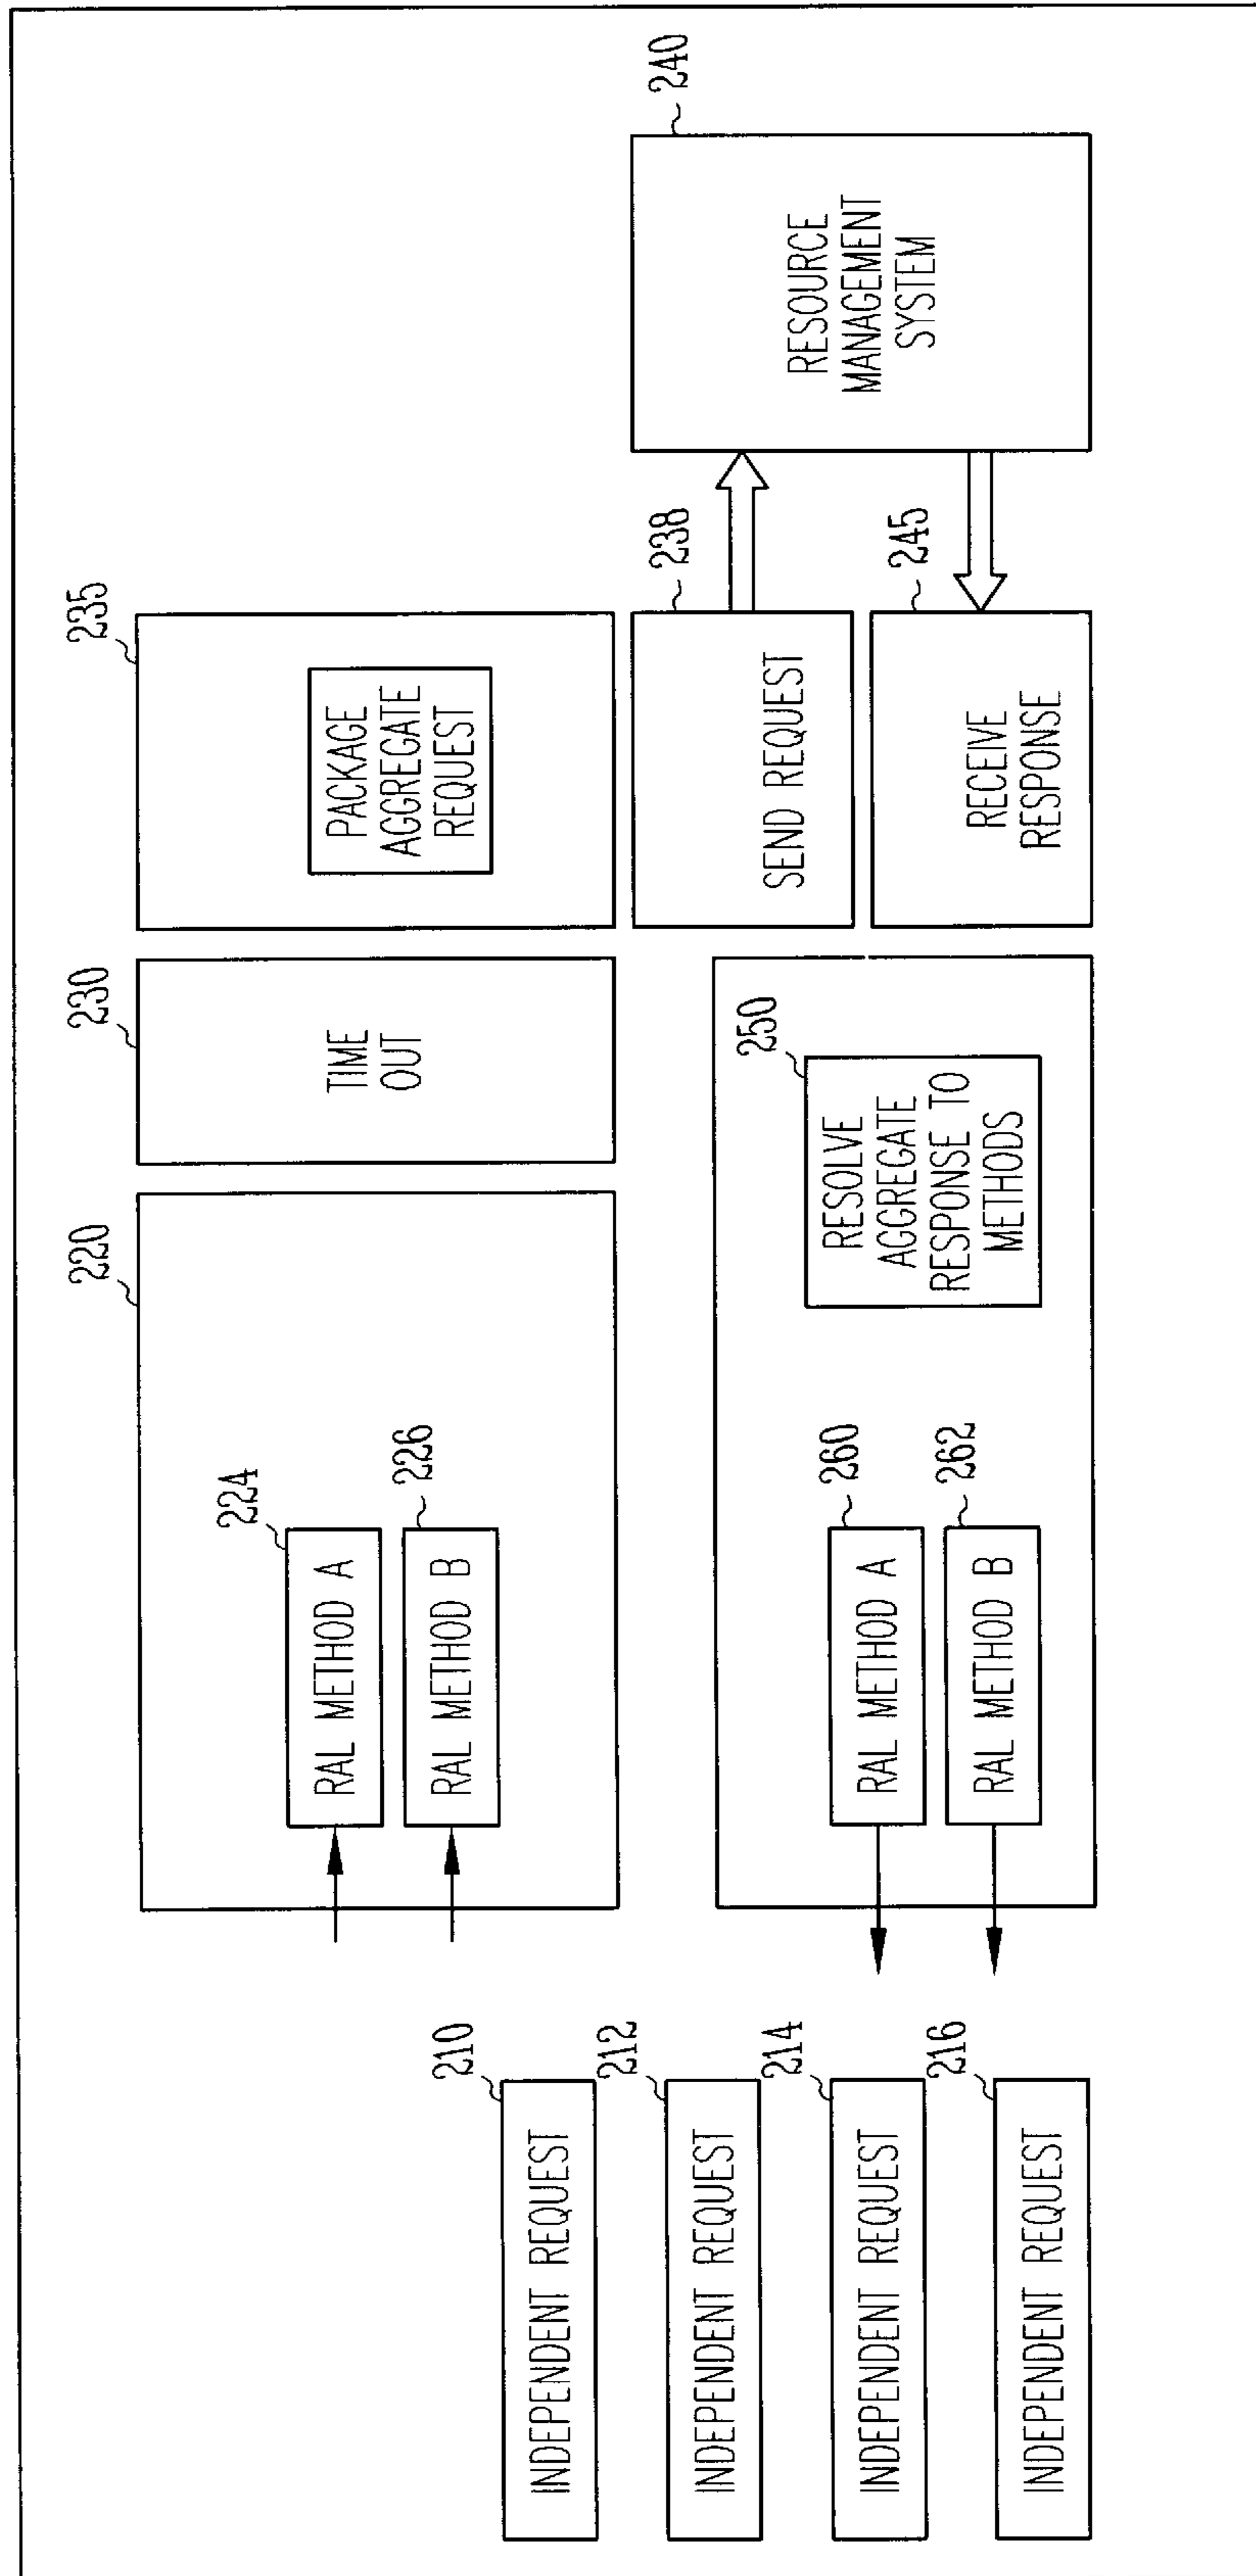 220
224
RAL METHOD A
226
RAL METHOD B
230
TIME
OUT
235
PACKAGE
AGGREGATE
REQUEST
210
INDEPENDENT REQUEST
212
INDEPENDENT REQUEST
214
INDEPENDENT REQUEST
216
INDEPENDENT REQUEST
260
RAL METHOD A
262
RAL METHOD B
250
RESOLVE
AGGREGATE
RESPONSE TO
METHODS
238
SEND REQUEST
245
RECEIVE
RESPONSE
240
RESOURCE
MANAGEMENT
SYSTEM